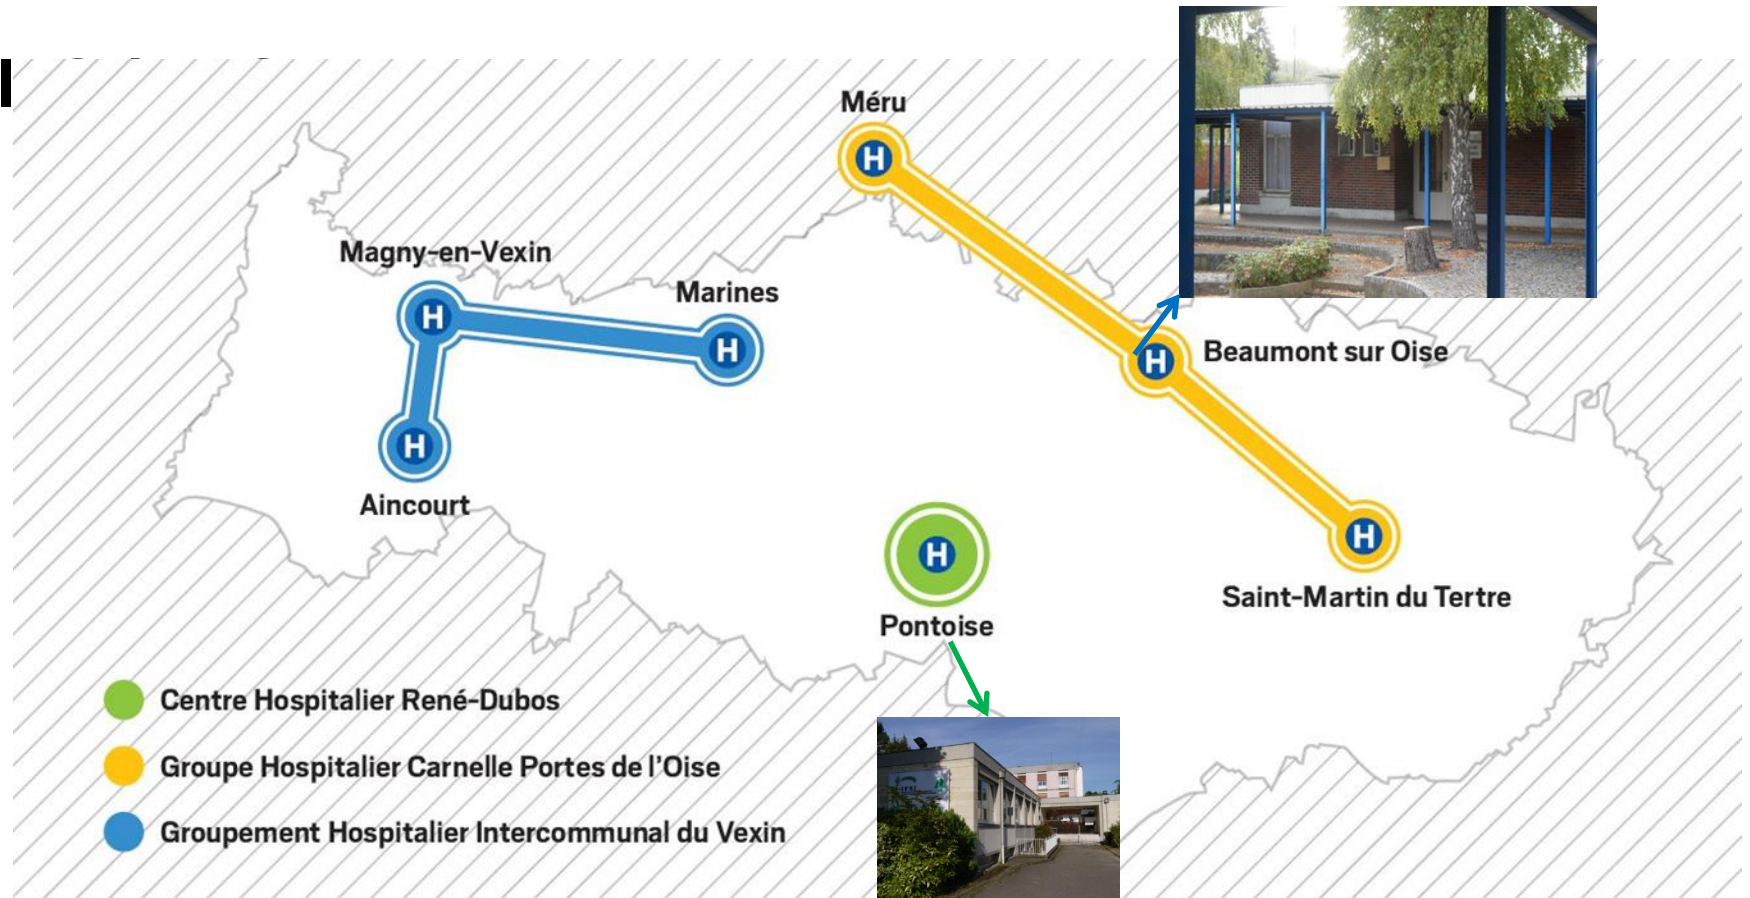 Méru
H
Magny-en-Vexin
Marines
H
H
Beaumont sur Oise
H
H
Aincourt
H
H
Saint-Martin du Tertre
Pontoise
Centre Hospitalier René-Dubos
Groupe Hospitalier Carnelle Portes de l'Oise
Groupement Hospitalier Intercommunal du Vexin